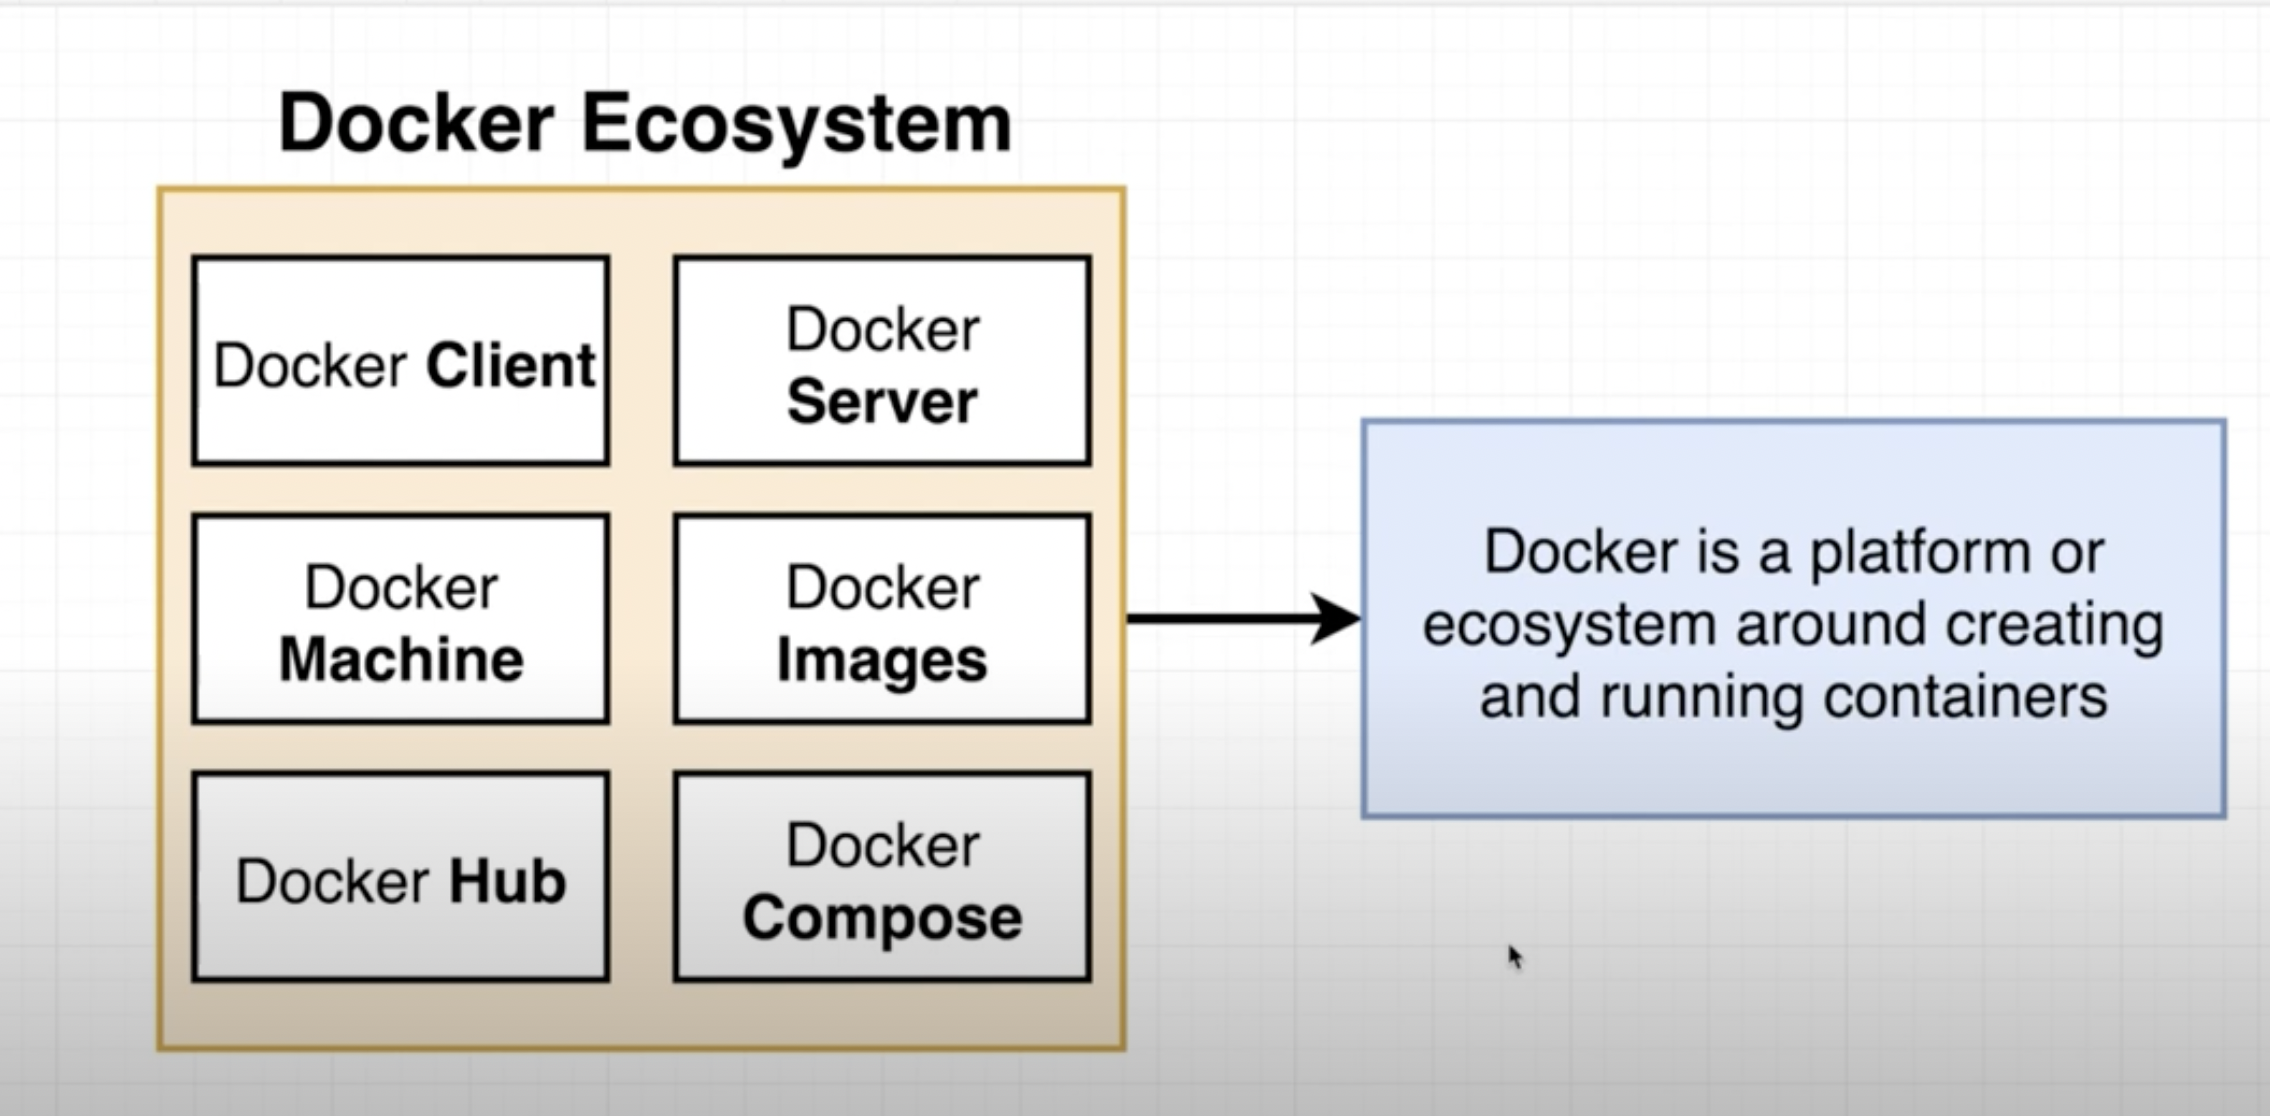 Docker Ecosystem
Docker Client
Docker
Server
Docker
Machine
Docker
Images
Docker Hub
Docker
Compose
Docker is a platform or
ecosystem around creating
and running containers